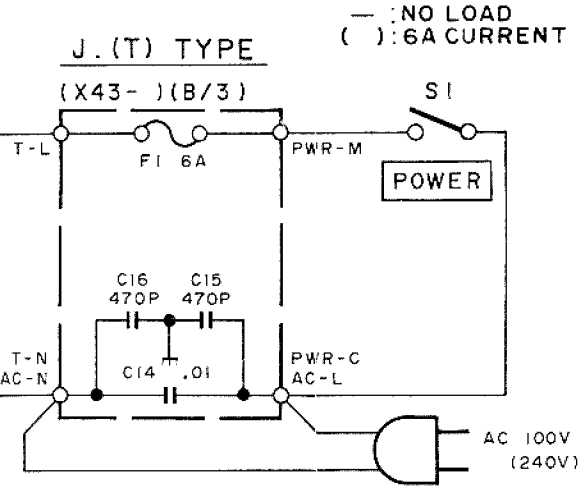 — :NO LOAD
( ):6A CURRENT
J.(T) TYPE
(X43- )(B/3)
S1
T-L
F1 6A
PWR-M
POWER
C16
470P
C15
470P
T-N
AC-N
C14 .01
PWR-C
AC-L
AC 100V
(240V)